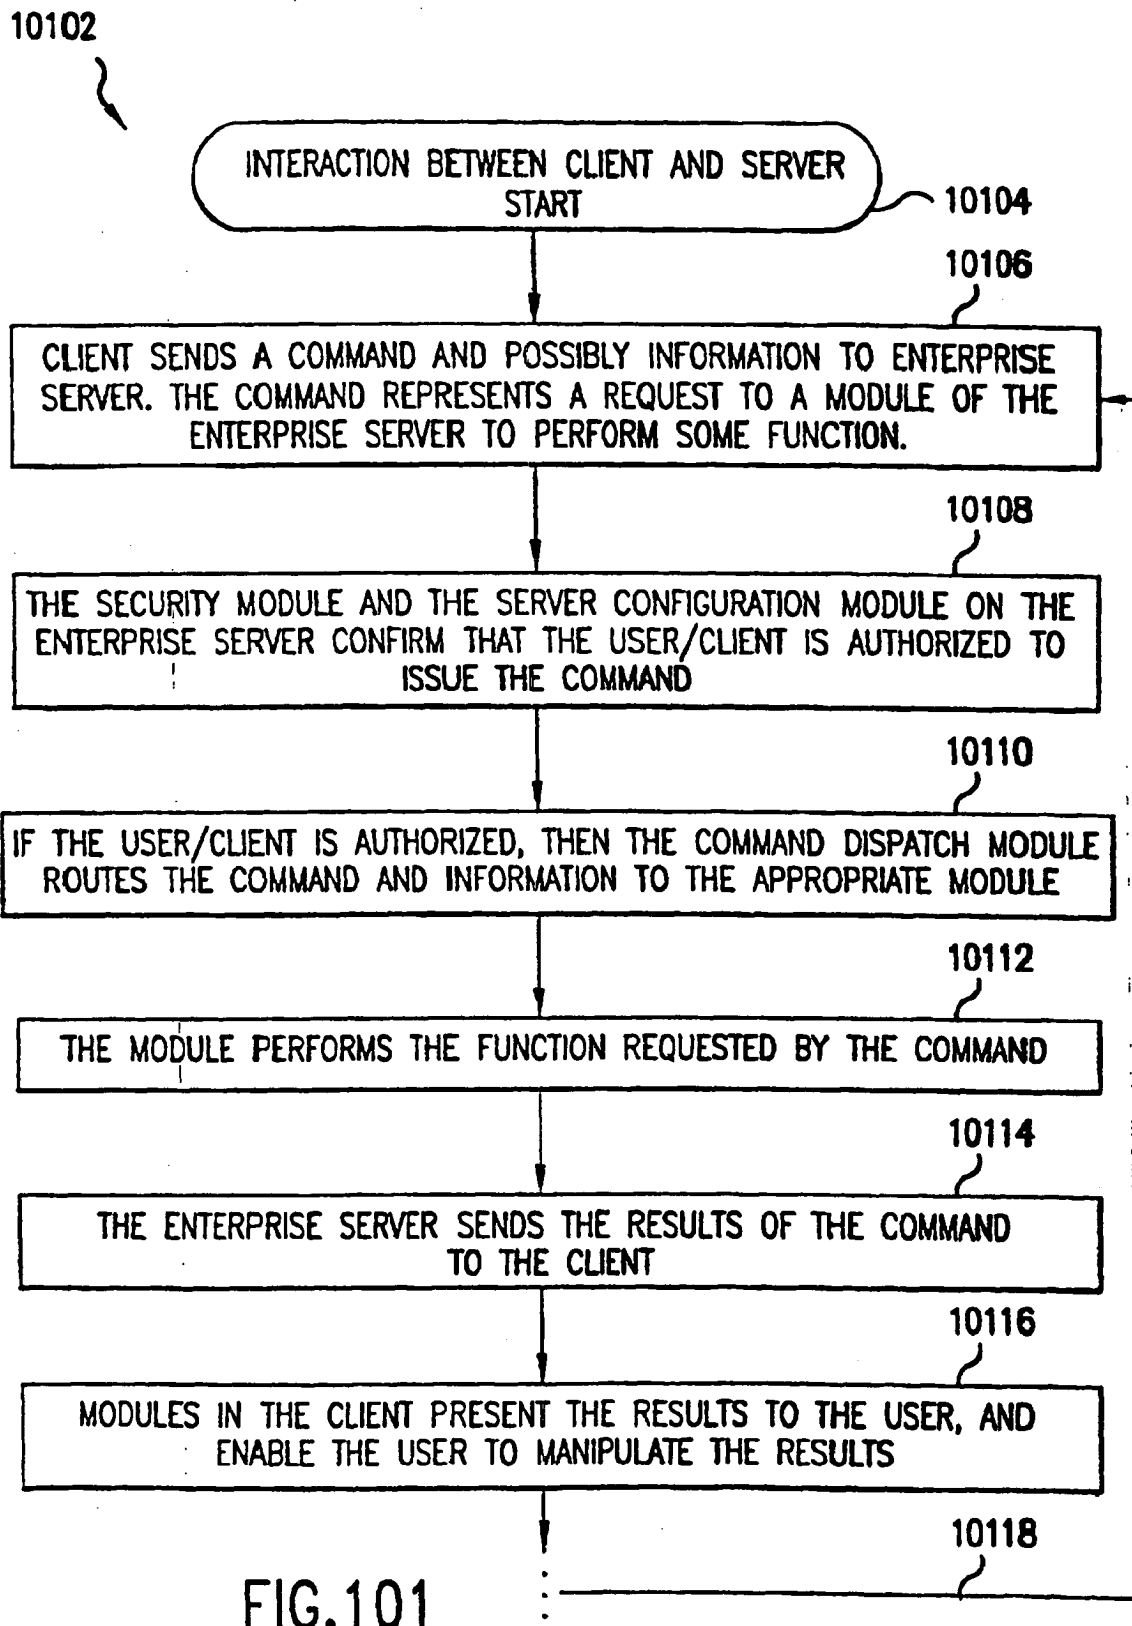 10102
INTERACTION BETWEEN CLIENT AND SERVER
START
10104
10106
CLIENT SENDS A COMMAND AND POSSIBLY INFORMATION TO ENTERPRISE
SERVER. THE COMMAND REPRESENTS A REQUEST TO A MODULE OF THE
ENTERPRISE SERVER TO PERFORM SOME FUNCTION.
10108
THE SECURITY MODULE AND THE SERVER CONFIGURATION MODULE ON THE
ENTERPRISE SERVER CONFIRM THAT THE USER/CLIENT IS AUTHORIZED TO
ISSUE THE COMMAND
10110
IF THE USER/CLIENT IS AUTHORIZED, THEN THE COMMAND DISPATCH MODULE
ROUTES THE COMMAND AND INFORMATION TO THE APPROPRIATE MODULE
10112
THE MODULE PERFORMS THE FUNCTION REQUESTED BY THE COMMAND
10114
THE ENTERPRISE SERVER SENDS THE RESULTS OF THE COMMAND
TO THE CLIENT
10116
MODULES IN THE CLIENT PRESENT THE RESULTS TO THE USER, AND
ENABLE THE USER TO MANIPULATE THE RESULTS
10118
FIG.101